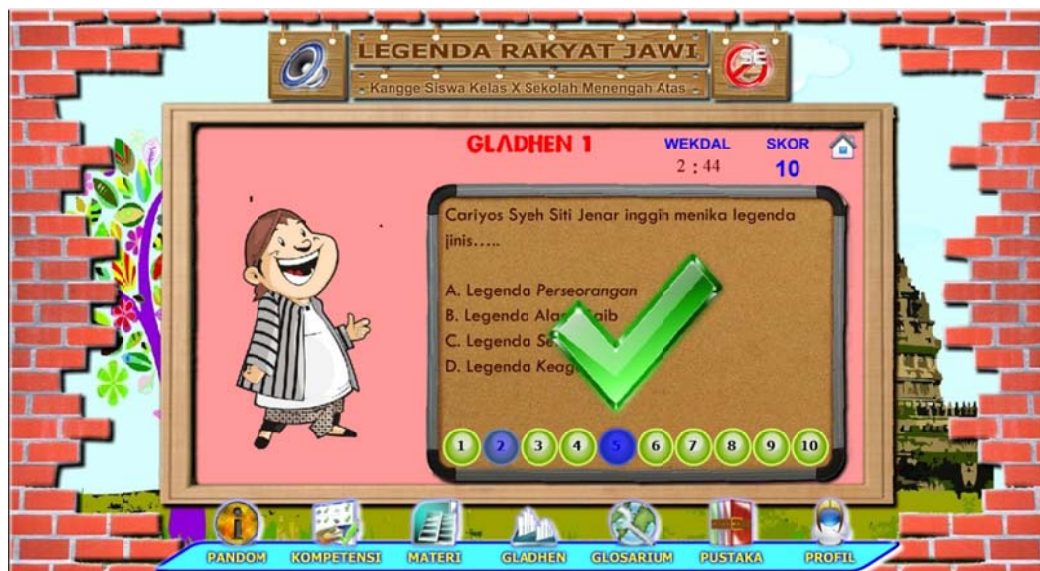 LEGENDA RAKYAT JAWI
Kangge Siswa Kelas X Sekolah Menengah Atas
SE
GLADHEN 1
WEKDAL
SKOR
2 : 44
10
Cariyos Syeh Siti Jenar inggih menika legenda
jinis.....
A. Legenda Perseorangan
B. Legenda
C. Legenda
D. Legenda
1 2 3 4 5 6 7 8 9 10
PANDOM KOMPETENSI MATERI GLADHEN GLOSARIUM PUSTAKA PROFIL